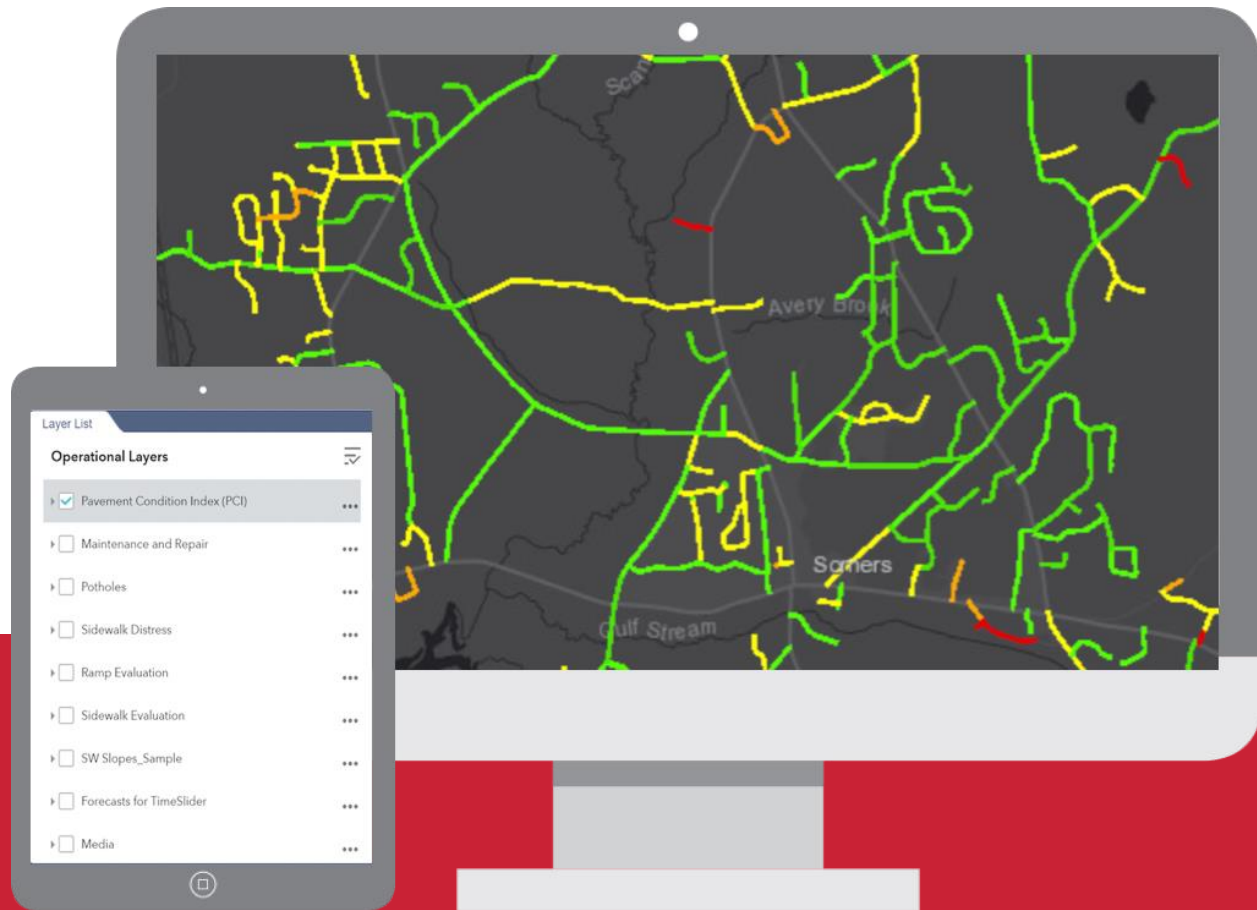 Scan
Avery Brook
Somers
Gulf Stream
Layer List
Operational Layers
Pavement Condition Index (PCI)
Maintenance and Repair
Potholes
Sidewalk Distress
Ramp Evaluation
Sidewalk Evaluation
SW Slopes_Sample
Forecasts for TimeSlider
Media